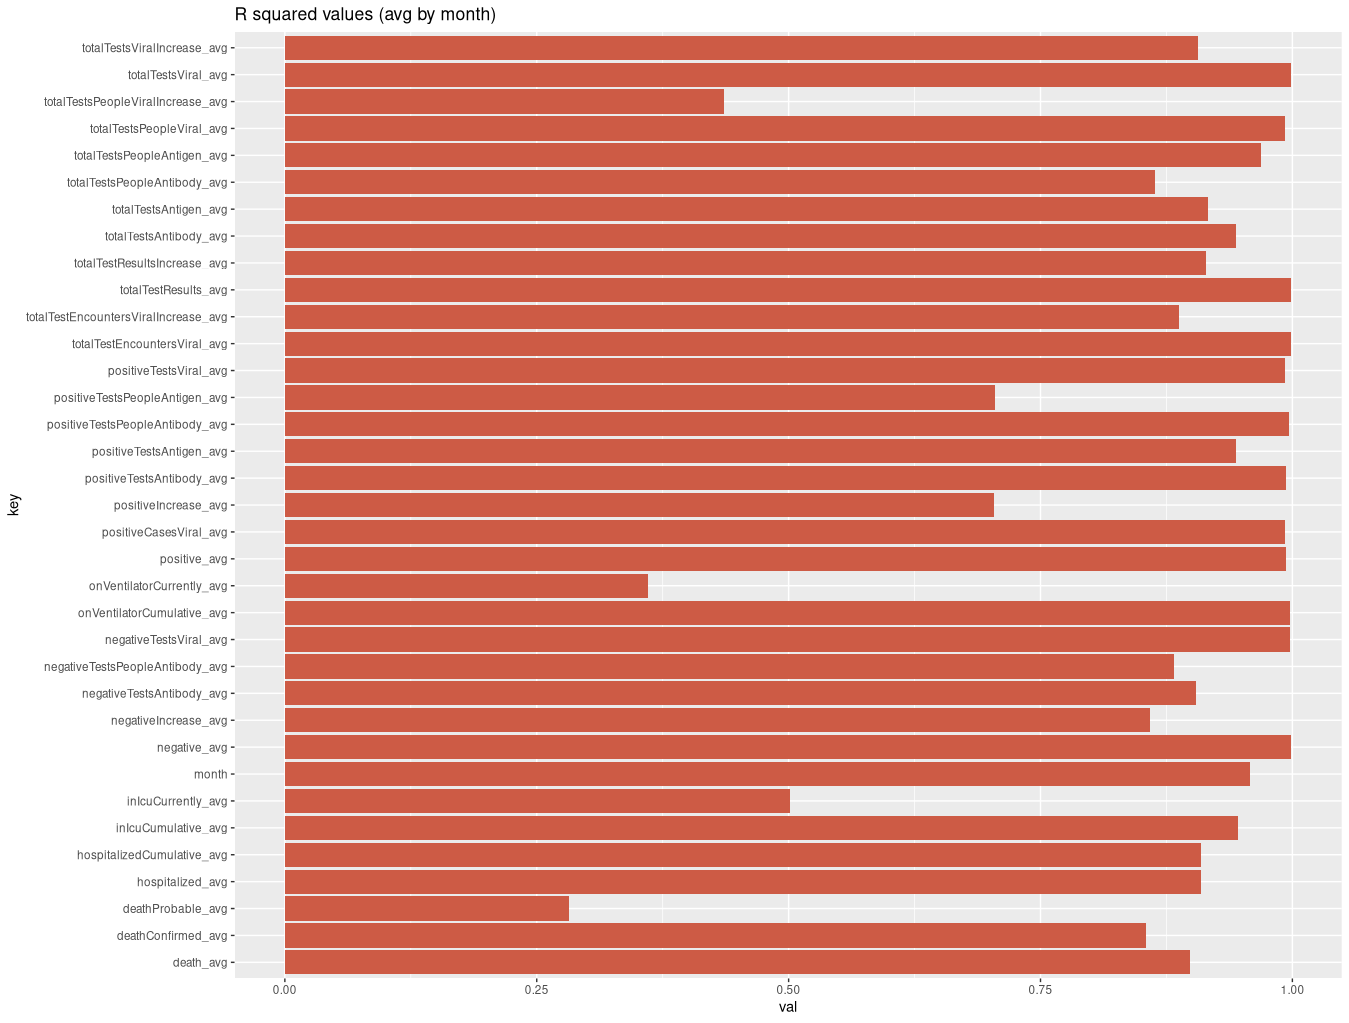 R squared values (avg by month)
totalTestsViralIncrease_avg
totalTestsViral_avg
totalTestsPeopleViralIncrease_avg
totalTestsPeopleViral_avg
totalTestsPeopleAntigen_avg
totalTestsPeopleAntibody_avg
totalTestsAntigen_avg
totalTestsAntibody_avg
totalTestResultsIncrease_avg
totalTestResults_avg
totalTestEncountersViralIncrease_avg
totalTestEncountersViral_avg
positiveTestsViral_avg
positiveTestsPeopleAntigen_avg
positiveTestsPeopleAntibody_avg
positiveTestsAntigen_avg
positiveTestsAntibody_avg
positiveIncrease_avg
positiveCasesViral_avg
positive_avg
onVentilatorCurrently_avg
onVentilatorCumulative_avg
negativeTestsViral_avg
negativeTestsPeopleAntibody_avg
negativeTestsAntibody_avg
negativeIncrease_avg
negative_avg
month
inIcuCurrently_avg
inIcuCumulative_avg
hospitalizedCumulative_avg
hospitalized_avg
deathProbable_avg
deathConfirmed_avg
death_avg
key
0.00 0.25 0.50 0.75 1.00
val